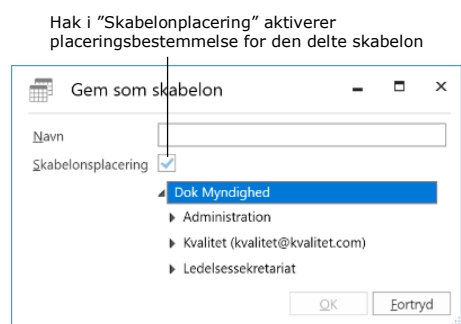 Hak i ”Skabelonplacering” aktiverer
placeringsbestemmelse for den delte skabelon
Gem som skabelon
Navn
Skabelonsplacering
Dok Myndighed
Administration
Kvalitet (kvalitet@kvalitet.com)
Ledelsessekretariat
OK Fortryd